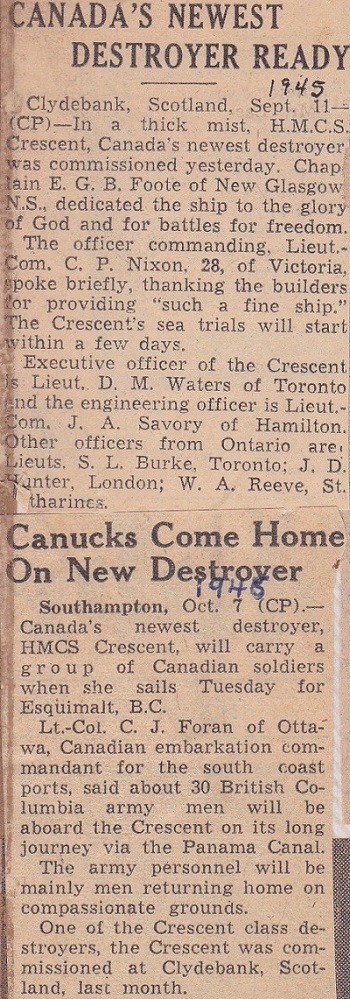 CANADA'S NEWEST
DESTROYER READY
1945
Clydebank, Scotland, Sept. 11—
(CP)—In a thick mist, H.M.C.S.
Crescent, Canada's newest destroyer
was commissioned yesterday. Chap
lain E. G. B. Foote of New Glasgow
N.S., dedicated the ship to the glory
of God and for battles for freedom.
The officer commanding, Lieut.-
Com. C. P. Nixon, 28, of Victoria,
spoke briefly, thanking the builders
for providing "such a fine ship."
The Crescent's sea trials will start
within a few days.
Executive officer of the Crescent
is Lieut. D. M. Waters of Toronto
and the engineering officer is Lieut.-
Com. J. A. Savory of Hamilton.
Other officers from Ontario are,
Lieuts, S. L. Burke, Toronto; J. D.
Hunter, London; W. A. Reeve, St.
tharines.
Canucks Come Home
On New Destroyer
1945
Southampton, Oct. 7 (CP).—
Canada's newest destroyer,
HMCS Crescent, will carry a
group of Canadian soldiers
when she sails Tuesday for
Esquimalt, B.C.
Lt.-Col. C. J. Foran of Otta-
wa, Canadian embarkation com-
mandant for the south coast
ports, said about 30 British Co-
lumbia army men will be
aboard the Crescent on its long
journey via the Panama Canal.
The army personnel will be
mainly men returning home on
compassionate grounds.
One of the Crescent class de-
stroyers, the Crescent was com-
missioned at Clydebank, Scot-
land, last month.